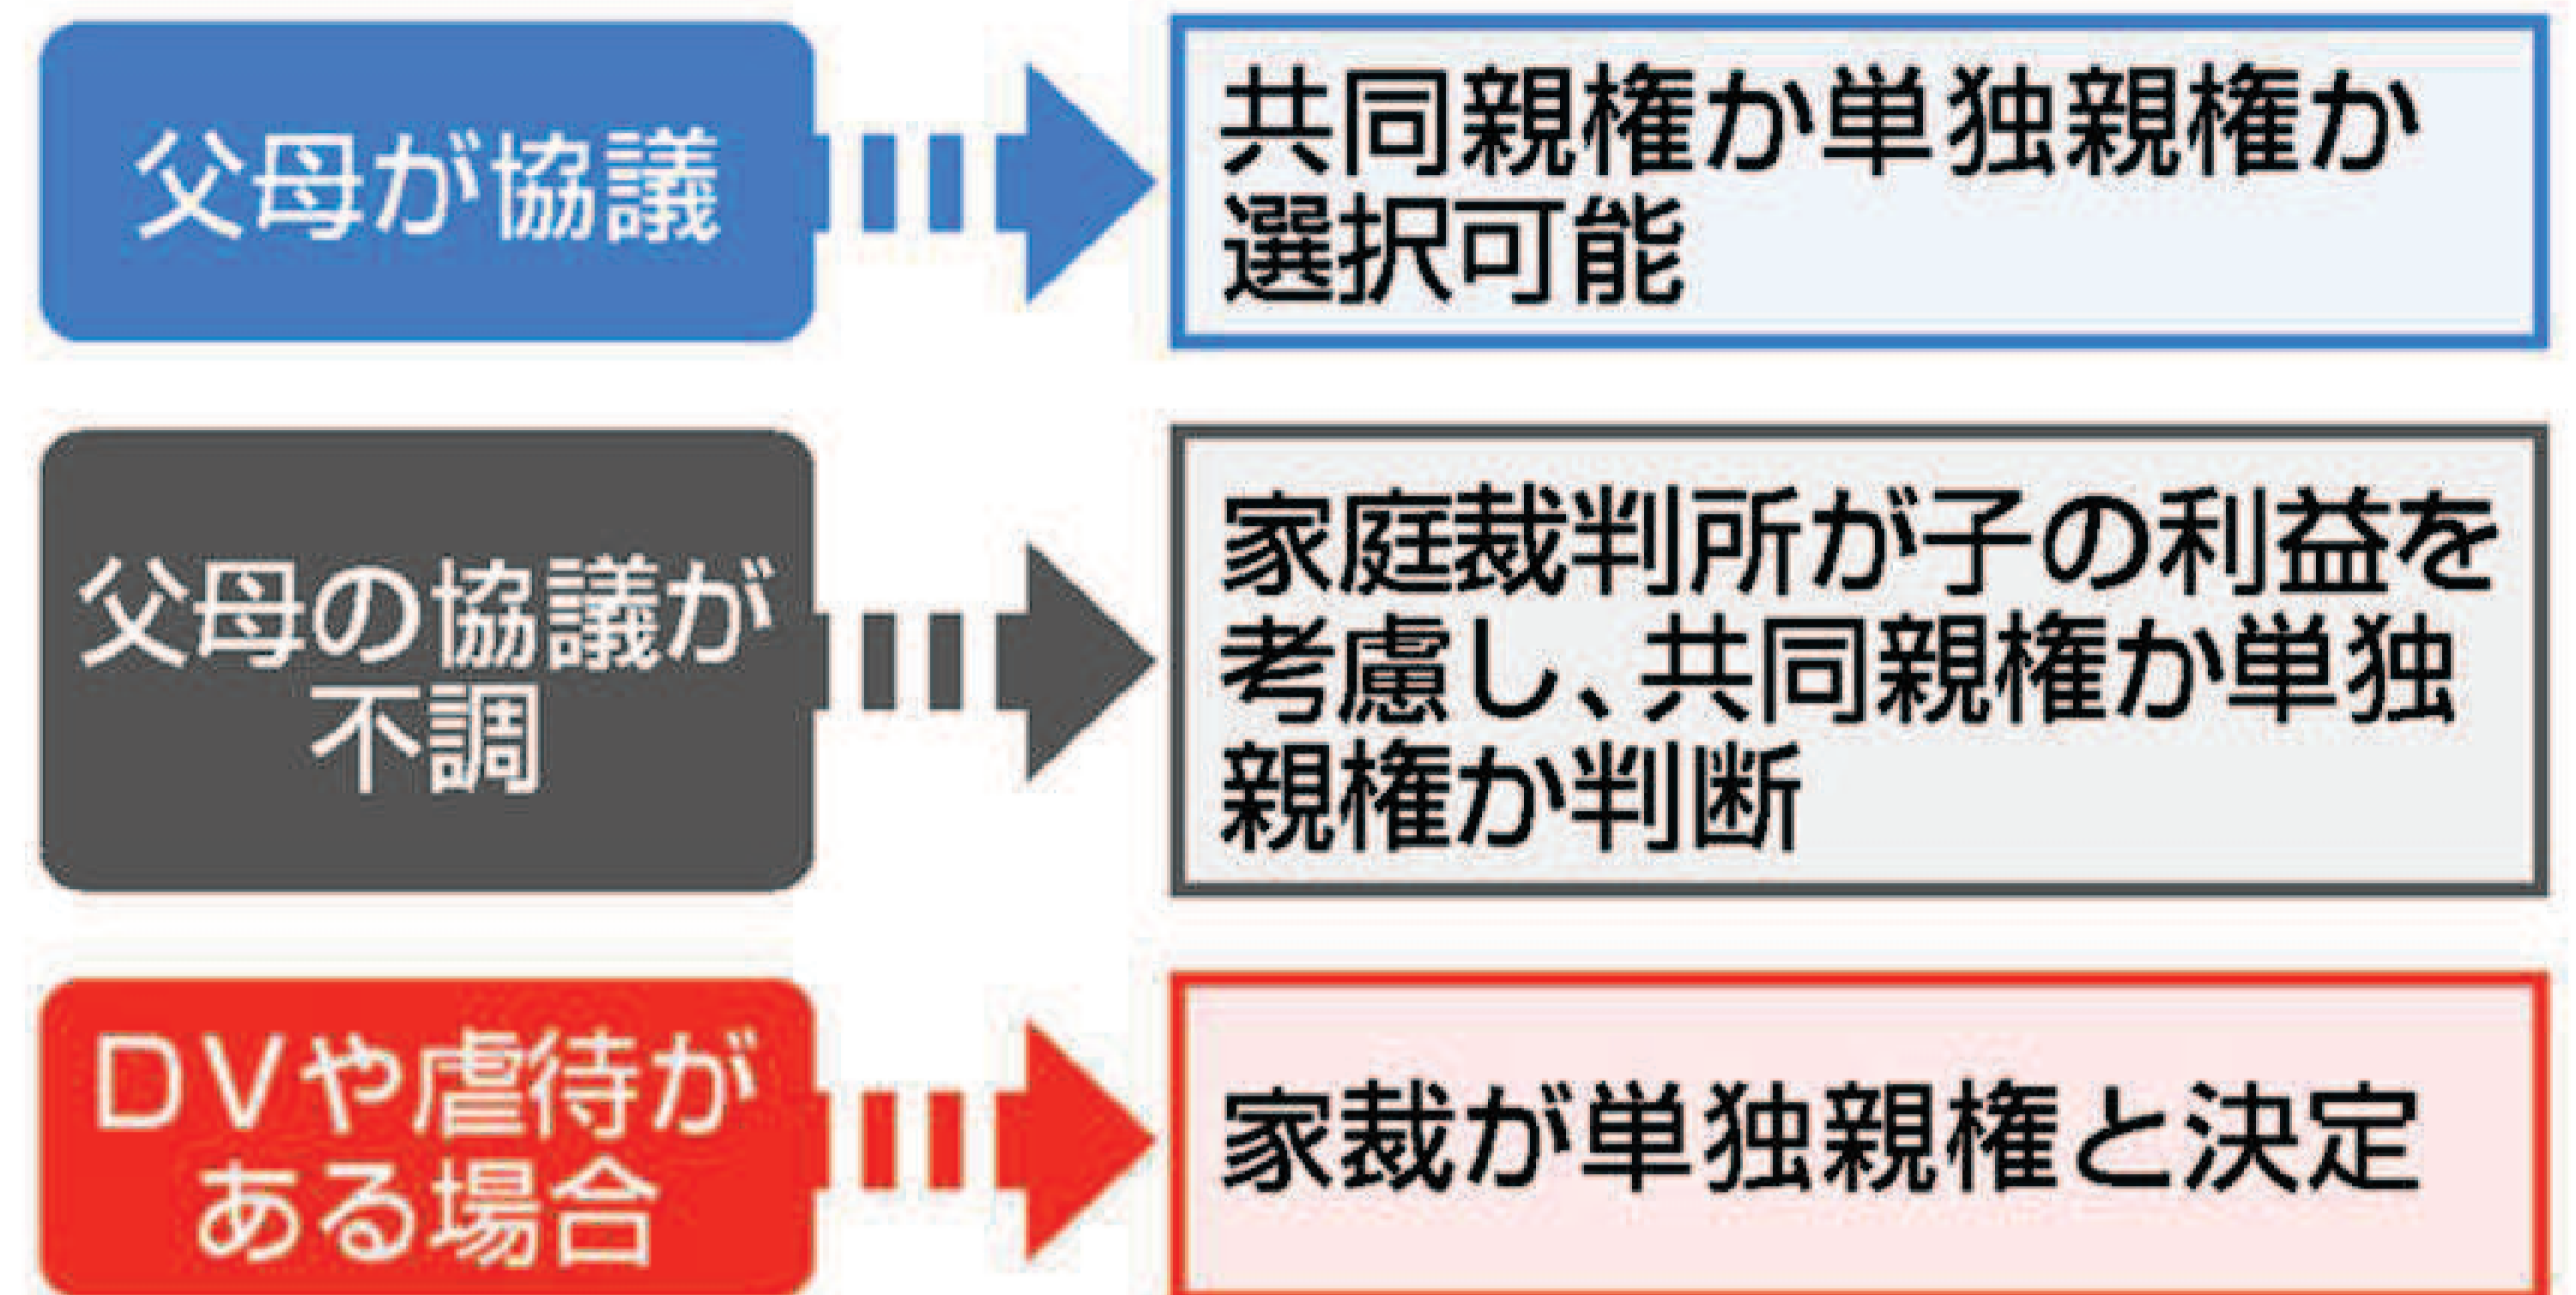 父母が協議
共同親権か単独親権か
選択可能
父母の協議が
不調
家庭裁判所が子の利益を
考慮し、共同親権か単独
親権か判断
ＤＶや虐待が
ある場合
家裁が単独親権と決定